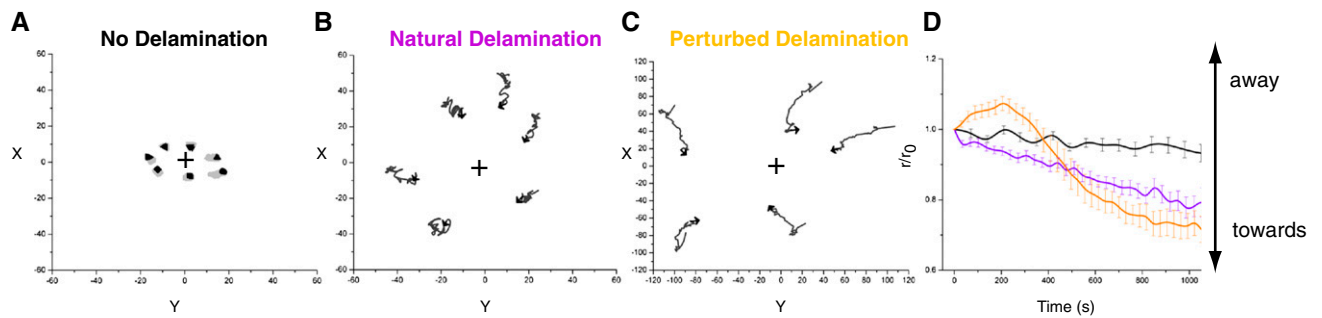 A
No Delamination
60
40
20
X
0
-20
-40
-60
-60 -40 -20 0 20 40 60
Y
B
Natural Delamination
60
40
20
X
0
-20
-40
-60
-60 -40 -20 0 20 40 60
Y
C
Perturbed Delamination
120
100
80
60
40
20
X
0
-20
-40
-60
-80
-100
-120
-120 -100 -80 -60 -40 -20 0 20 40 60 80 100 120
Y
D
1.2
1.0
r/r0
0.8
0.6
0 200 400 600 800 1000
Time (s)
away
towards